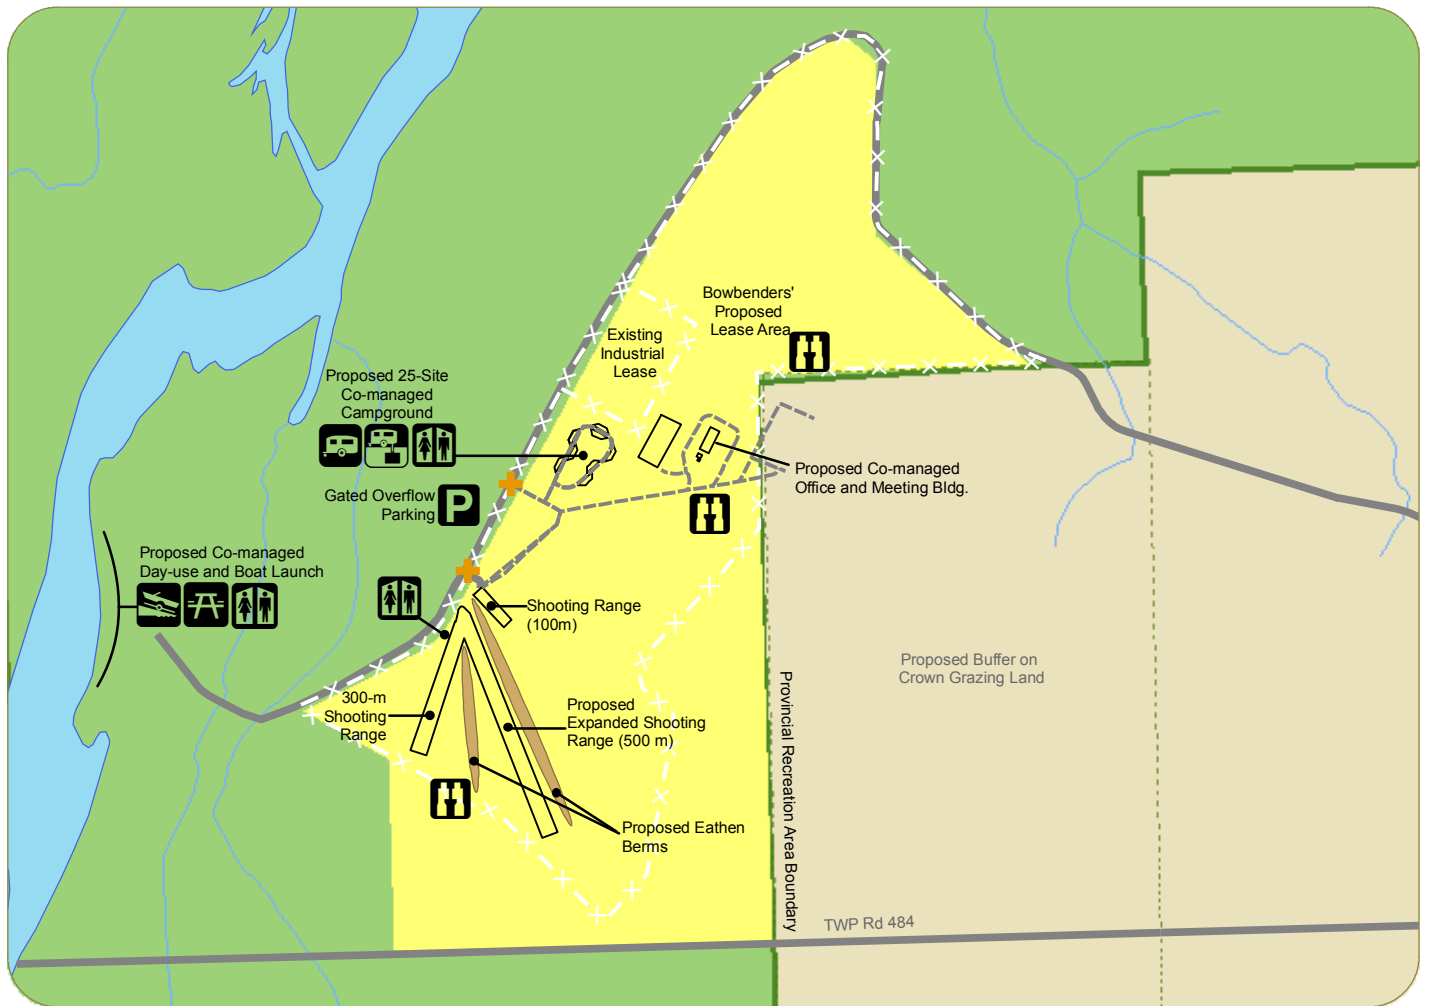 Bowbenders'
Proposed
Lease Area
Existing
Industrial
Lease
Proposed 25-Site
Co-managed
Campground
Gated Overflow
Parking
P
Proposed Co-managed
Office and Meeting Bldg.
Proposed Co-managed
Day-use and Boat Launch
Shooting Range
(100m)
300-m
Shooting
Range
Proposed
Expanded Shooting
Range (500 m)
Proposed Eathen
Berms
Proposed Buffer on
Crown Grazing Land
Provincial Recreation Area Boundary
TWP Rd 484